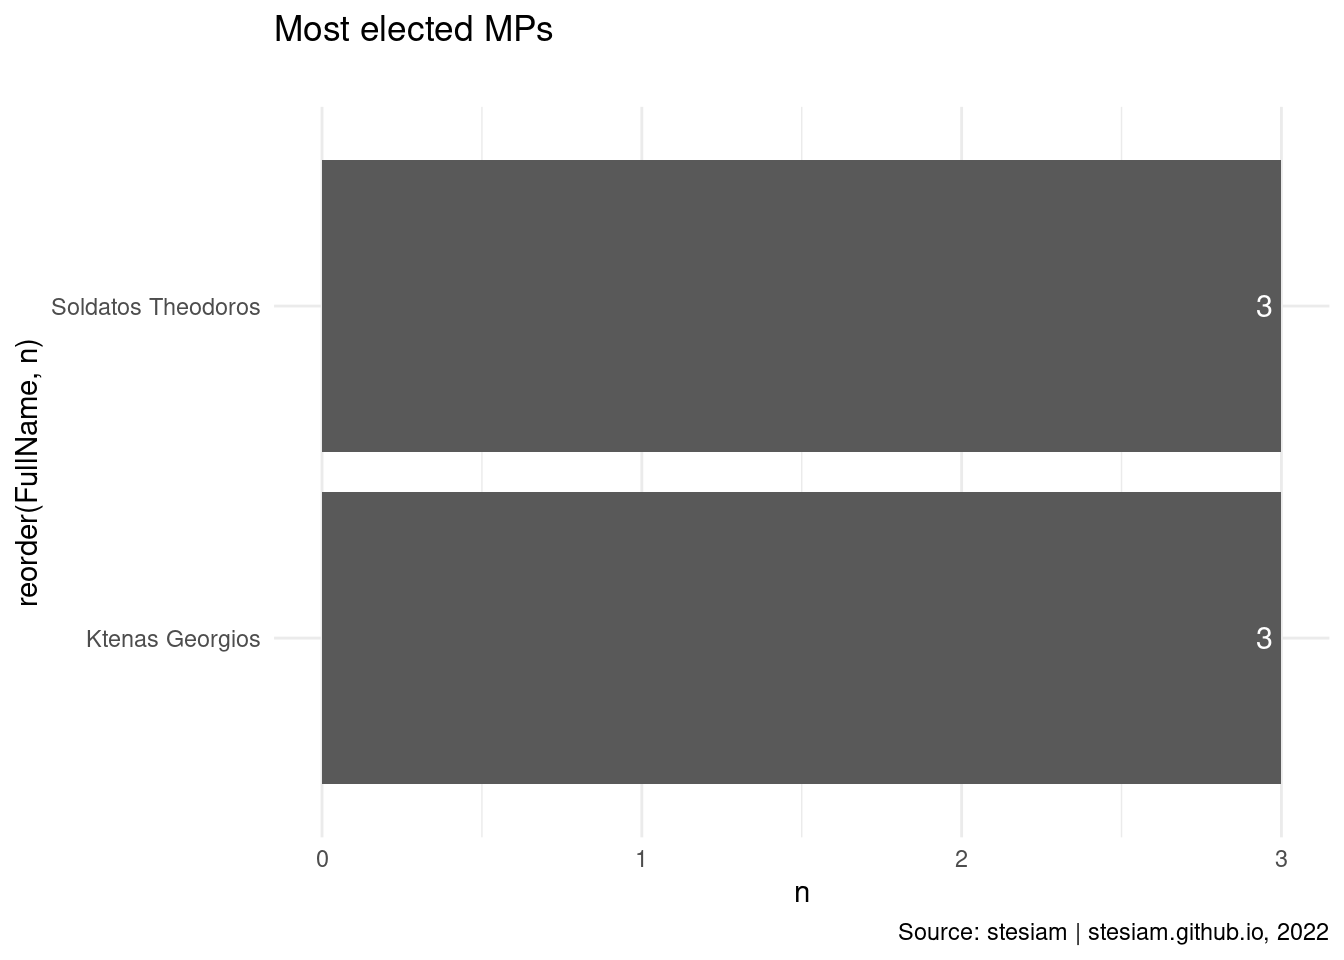 Most elected MPs
reorder(FullName, n)
Soldatos Theodoros
3
Ktenas Georgios
3
0 1 2 3
n
Source: stesiam | stesiam.github.io, 2022